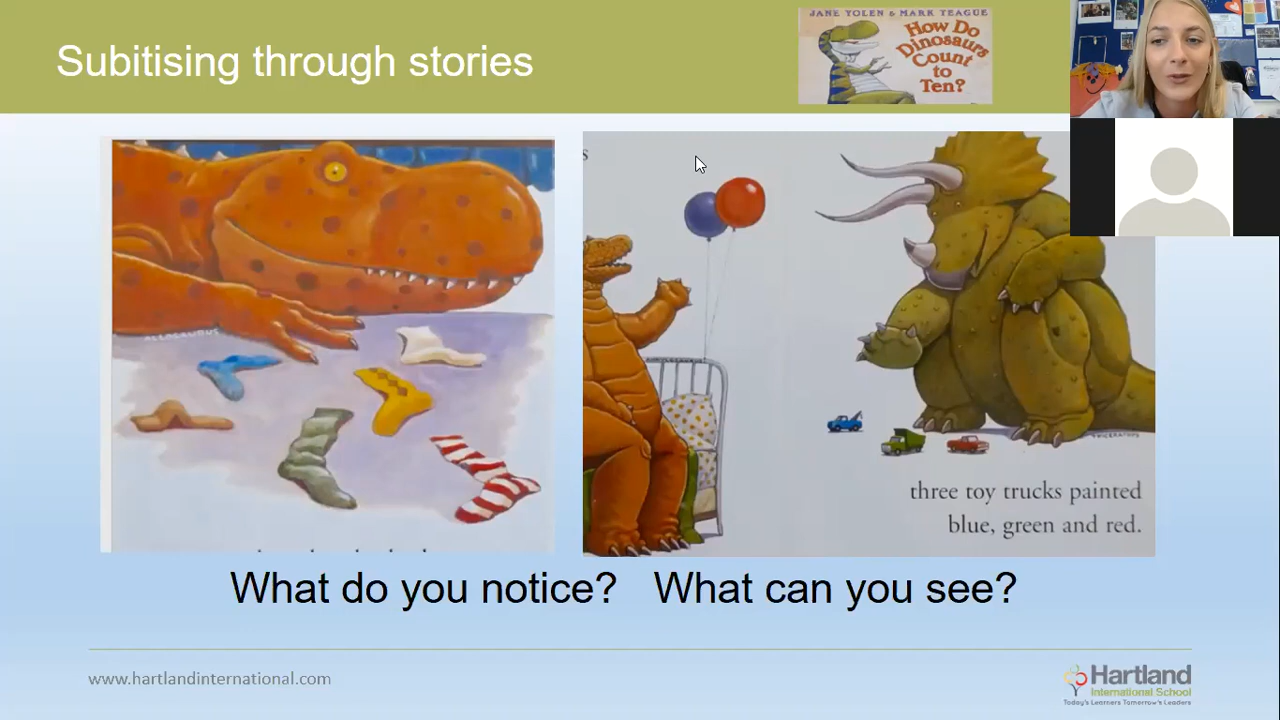 Subitising through stories
JANE YOLEN & MARK TEAGUE
How Do
Dinosaurs
Count
to
Ten?
three toy trucks painted
blue, green and red.
What do you notice? What can you see?
www.hartlandinternational.com
Hartland
International School
Today's Learners Tomorrow's Leaders